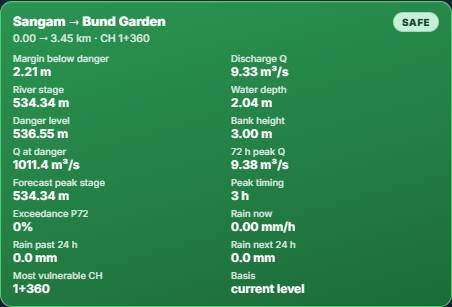 Sangam → Bund Garden
SAFE
0.00 → 3.45 km · CH 1+360
Margin below danger
2.21 m
Discharge Q
9.33 m³/s
River stage
534.34 m
Water depth
2.04 m
Danger level
536.55 m
Bank height
3.00 m
Q at danger
1011.4 m³/s
72 h peak Q
9.38 m³/s
Forecast peak stage
534.34 m
Peak timing
3 h
Exceedance P72
0%
Rain now
0.00 mm/h
Rain past 24 h
0.0 mm
Rain next 24 h
0.0 mm
Most vulnerable CH
1+360
Basis
current level